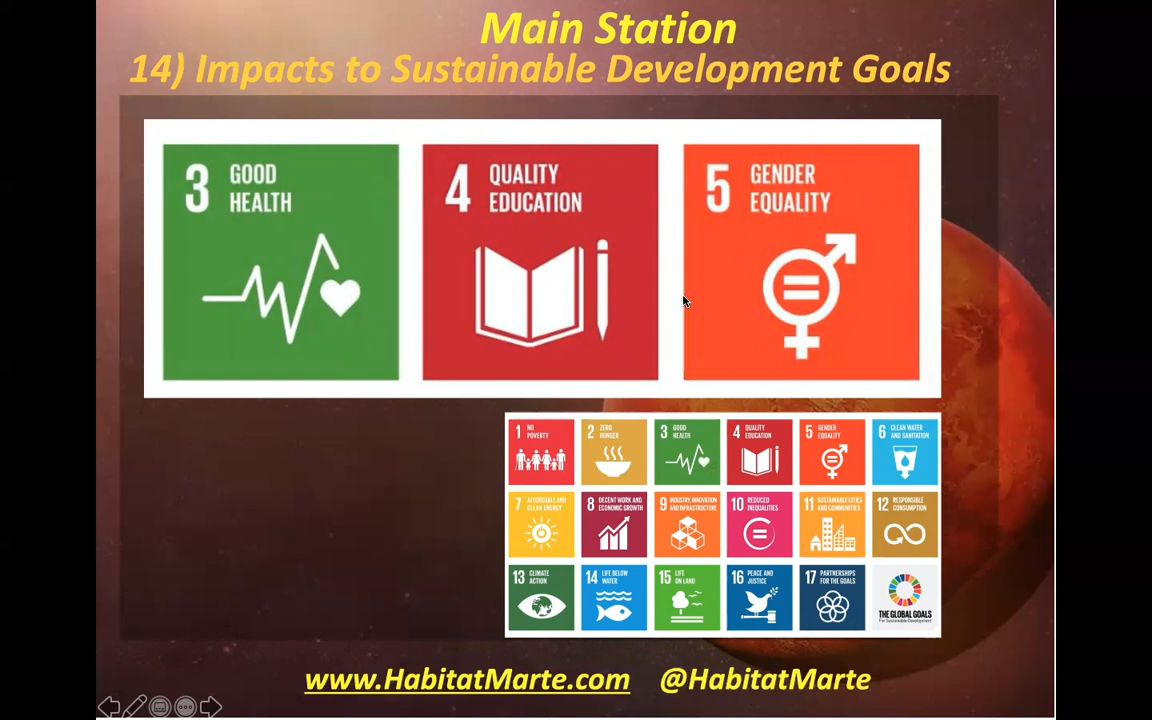 Main Station
14) Impacts to Sustainable Development Goals
3 GOOD
HEALTH
4 QUALITY
EDUCATION
5 GENDER
EQUALITY
1 NO
POVERTY
2 ZERO
HUNGER
3 GOOD
HEALTH
4 QUALITY
EDUCATION
5 GENDER
EQUALITY
6 CLEAN WATER
AND SANITATION
7 AFFORDABLE AND
CLEAN ENERGY
8 DECENT WORK AND
ECONOMIC GROWTH
9 INDUSTRY, INNOVATION
AND INFRASTRUCTURE
10 REDUCED
INEQUALITIES
11 SUSTAINABLE CITIES
AND COMMUNITIES
12 RESPONSIBLE
CONSUMPTION
13 CLIMATE
ACTION
14 LIFE BELOW
WATER
15 LIFE
ON LAND
16 PEACE AND
JUSTICE
17 PARTNERSHIPS
FOR THE GOALS
THE GLOBAL GOALS
For Sustainable Development
www.HabitatMarte.com @HabitatMarte